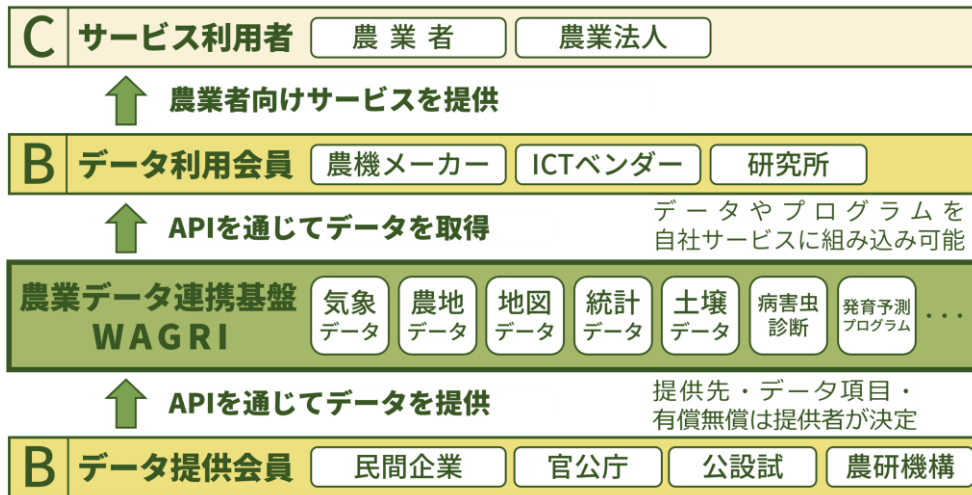 C サービス利用者 農業者 農業法人
農業者向けサービスを提供
B データ利用会員 農機メーカー ICTベンダー 研究所
APIを通じてデータを取得
データやプログラムを
自社サービスに組み込み可能
農業データ連携基盤
WAGRI
気象
データ
農地
データ
地図
データ
統計
データ
土壌
データ
病害虫
診断
発育予測
プログラム
・・・
APIを通じてデータを提供
提供先・データ項目・
有償無償は提供者が決定
B データ提供会員 民間企業 官公庁 公設試 農研機構